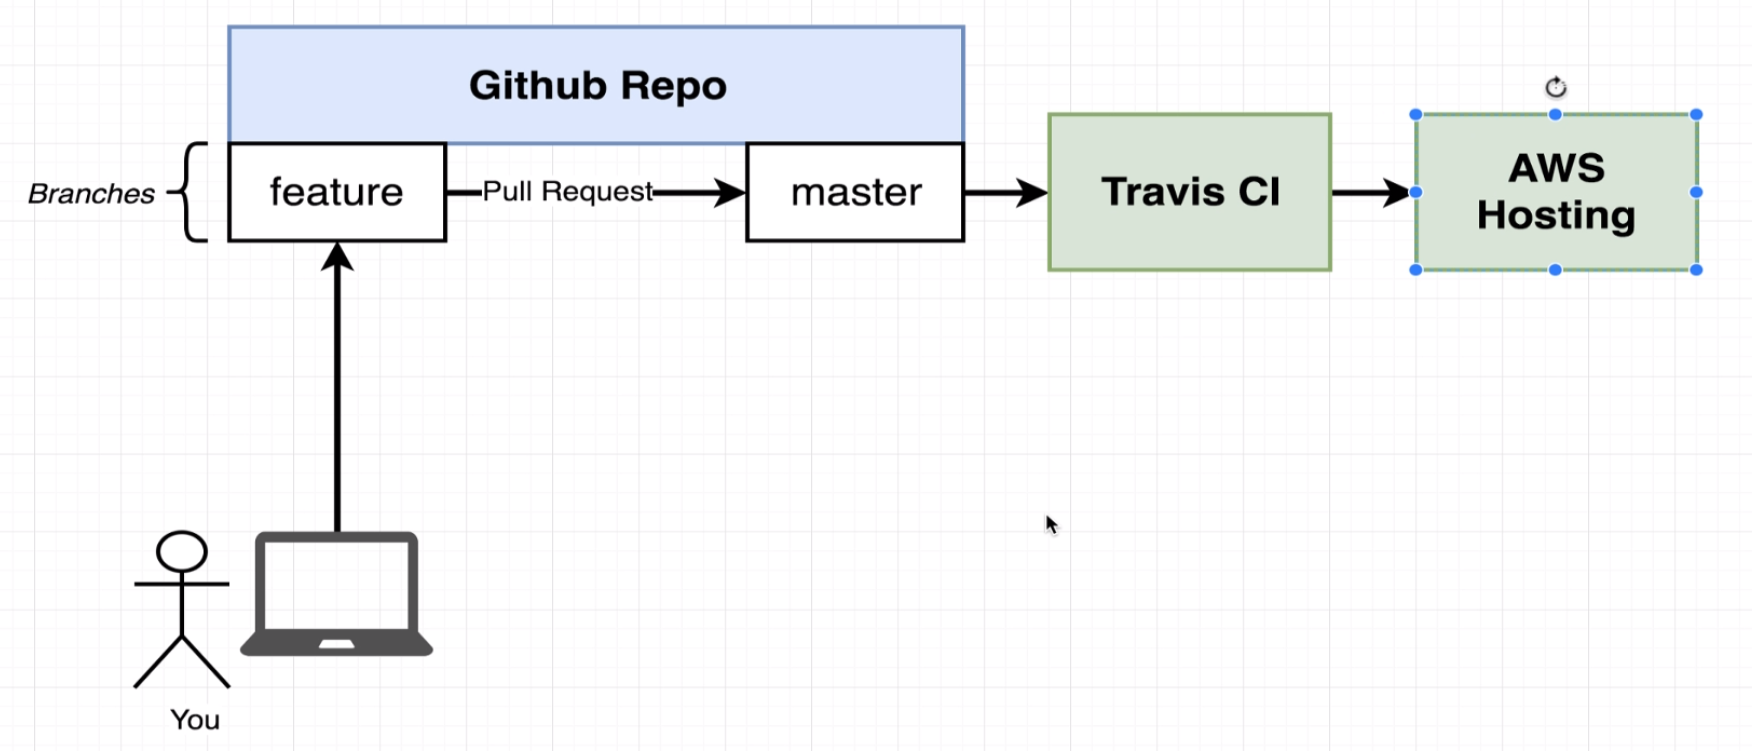 Github Repo
Branches
feature
Pull Request
master
Travis CI
AWS
Hosting
You